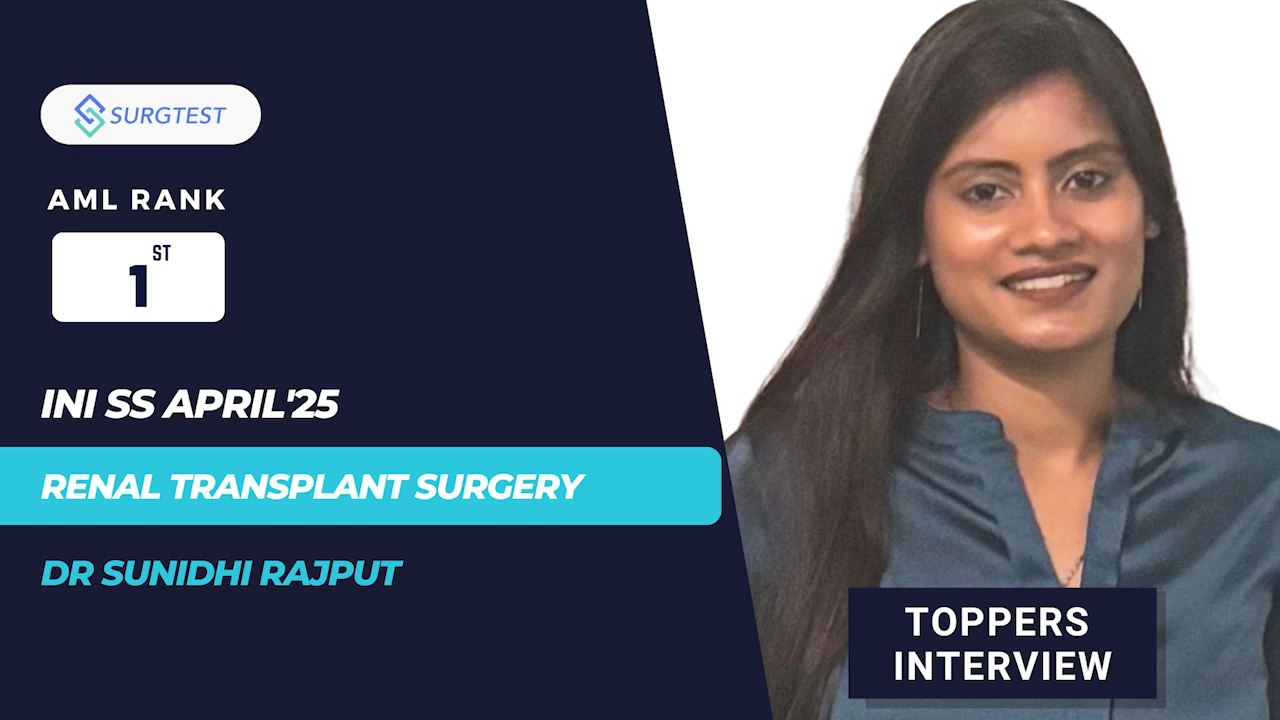 SURGTEST
AML RANK
1ST
INI SS APRIL'25
RENAL TRANSPLANT SURGERY
DR SUNIDHI RAJPUT
TOPPERS
INTERVIEW